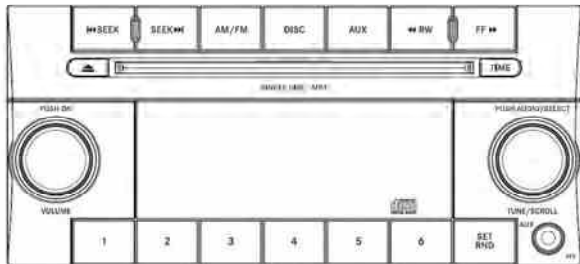 ⏮SEEK
SEEK⏭
AM/FM
DISC
AUX
◀◀ RW
FF ▶▶
TIME
PUSH-ON
PUSH AUDIO/SELECT
VOLUME
TUNE/SCROLL
1
2
3
4
5
6
SET
RND
AUX